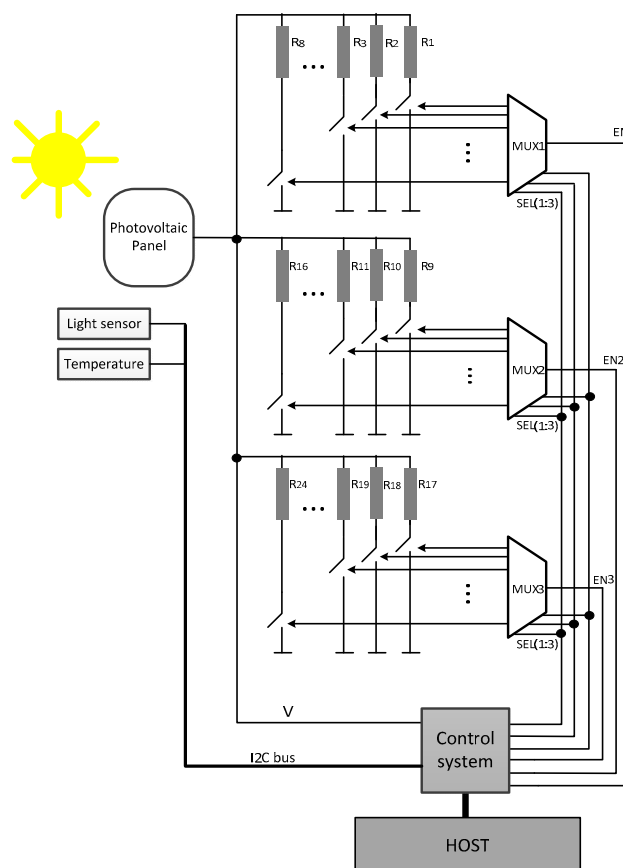 R8
R3
R2
R1
...
MUX1
EN
SEL(1:3)
Photovoltaic
Panel
R16
R11
R10
R9
...
Light sensor
Temperature
MUX2
EN2
SEL(1:3)
R24
R19
R18
R17
...
MUX3
EN3
SEL(1:3)
V
I2C bus
Control
system
HOST